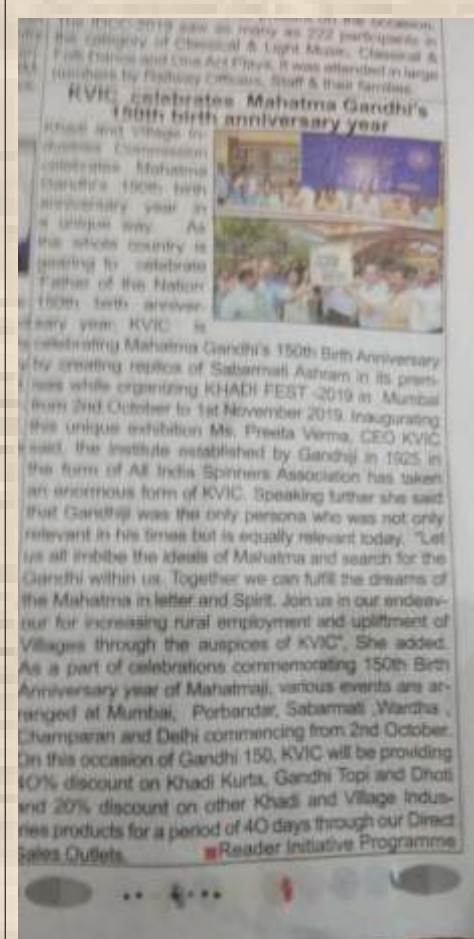 The IDCC-2019 saw as many as 222 participants in
the category of Classical & Light Music, Classical &
Folk Dance and One Act Plays. It was attended in large
numbers by Railway Officers, Staff & their families.
KVIC celebrates Mahatma Gandhi's
150th birth anniversary year
Khadi and Village In-
dustries Commission
celebrates Mahatma
Gandhi's 150th birth
anniversary year in
a unique way. As
the whole country is
gearing to celebrate
Father of the Nation
150th birth anniver-
sary year, KVIC is
celebrating Mahatma Gandhi's 150th Birth Anniversary
by creating replica of Sabarmati Ashram in its prem-
ises while organizing KHADI FEST -2019 in Mumbai
from 2nd October to 1st November 2019. Inaugurating
this unique exhibition Ms. Preeta Verma, CEO KVIC
said, the institute established by Gandhiji in 1925 in
the form of All India Spinners Association has taken
an enormous form of KVIC. Speaking further she said
that Gandhiji was the only persona who was not only
relevant in his times but is equally relevant today. "Let
us all imbibe the ideals of Mahatma and search for the
Gandhi within us. Together we can fulfil the dreams of
the Mahatma in letter and Spirit. Join us in our endeav-
our for increasing rural employment and upliftment of
Villages through the auspices of KVIC", She added.
As a part of celebrations commemorating 150th Birth
Anniversary year of Mahatmaji, various events are ar-
ranged at Mumbai, Porbandar, Sabarmati ,Wardha ,
Champaran and Delhi commencing from 2nd October.
On this occasion of Gandhi 150, KVIC will be providing
40% discount on Khadi Kurta, Gandhi Topi and Dhoti
and 20% discount on other Khadi and Village Indus-
ries products for a period of 40 days through our Direct
Sales Outlets. Reader Initiative Programme